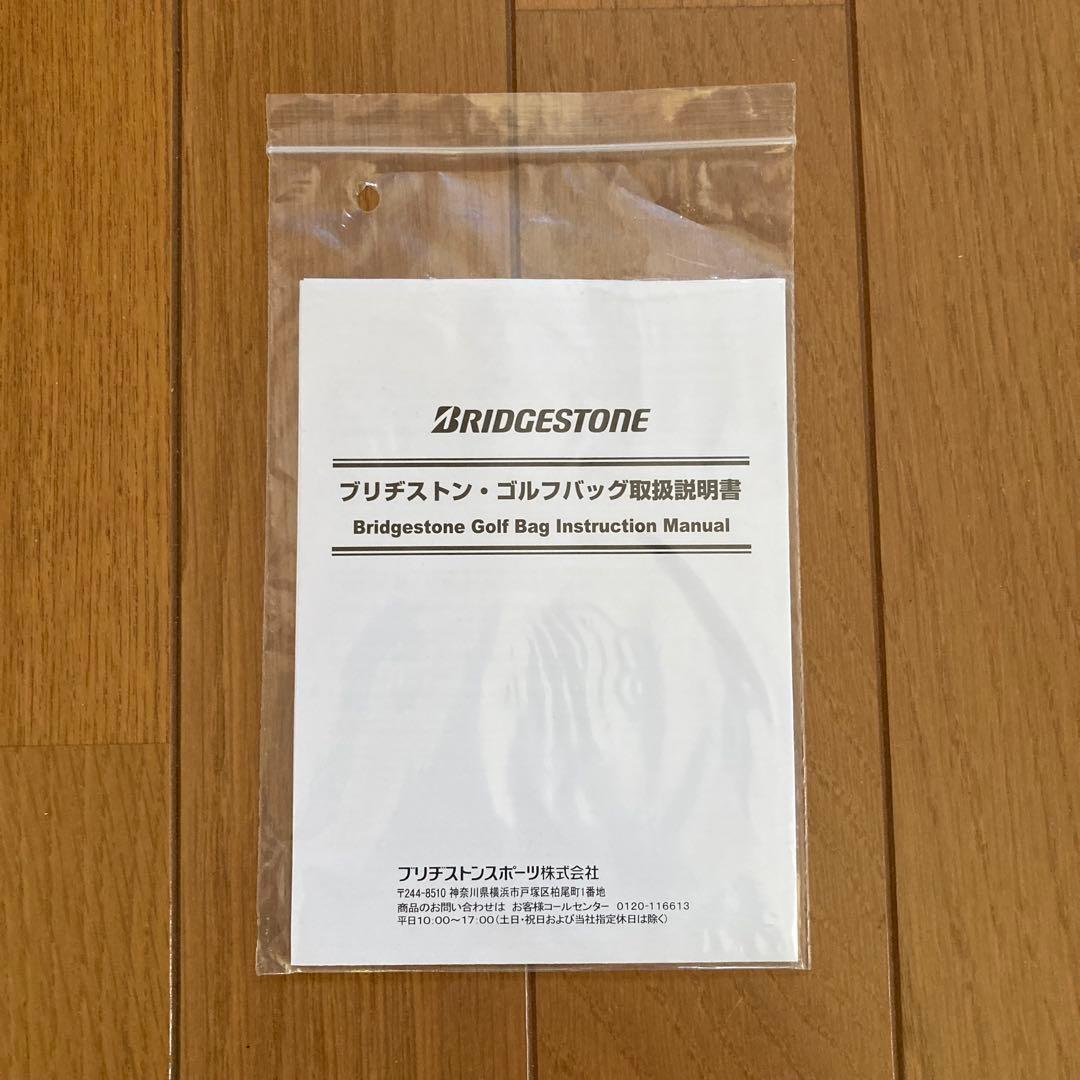 BRIDGESTONE
ブリヂストン・ゴルフバッグ取扱説明書
Bridgestone Golf Bag Instruction Manual
ブリヂストンスポーツ株式会社
〒244-8510 神奈川県横浜市戸塚区柏尾町1番地
商品のお問い合わせは お客様コールセンター 0120-116613
平日10:00〜17:00(土日・祝日および当社指定休日は除く)